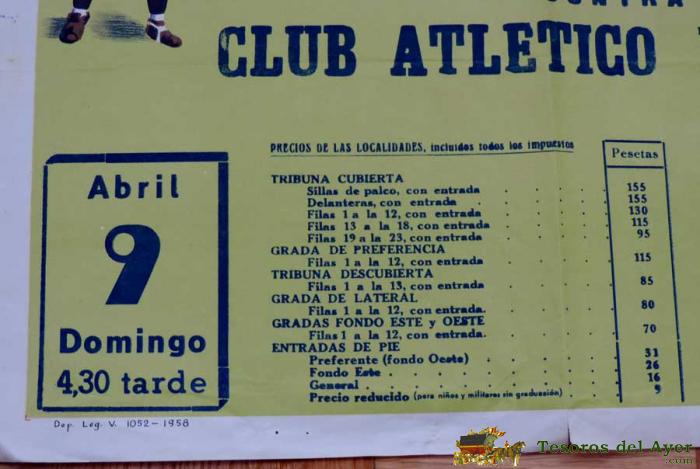 CONTRA
CLUB ATLETICO
PRECIOS DE LAS LOCALIDADES, incluidos todos los impuestos
Pesetas
Abril
9
Domingo
4,30 tarde
TRIBUNA CUBIERTA
Sillas de palco, con entrada . . . . 155
Delanteras, con entrada . . . . . 155
Filas 1 a la 12, con entrada . . . . 130
Filas 13 a la 18, con entrada . . . . 115
Filas 19 a la 23, con entrada . . . . 95
GRADA DE PREFERENCIA
Filas 1 a la 12, con entrada . . . . 115
TRIBUNA DESCUBIERTA
Filas 1 a la 13, con entrada . . . . 85
GRADA DE LATERAL
Filas 1 a la 12, con entrada. . . . . 80
GRADAS FONDO ESTE y OESTE
Filas 1 a la 12, con entrada. . . . . 70
ENTRADAS DE PIE
Preferente (fondo Oeste) . . . . . 31
Fondo Este . . . . . . . . 26
General . . . . . . . . . 16
Precio reducido (para niños y militares sin graduación) . . . 9
Dep. Leg. V. 1052-1958
Tesoros del Ayer
.com